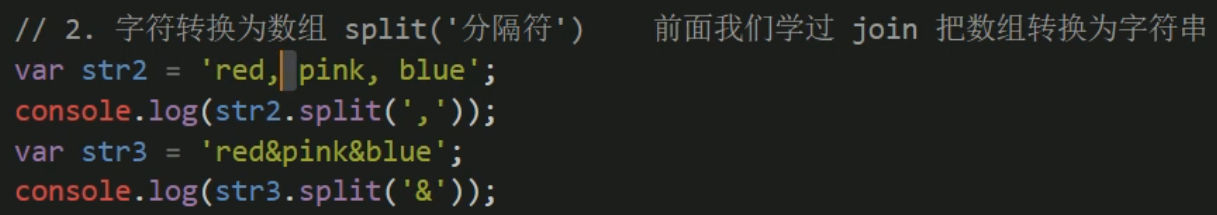 // 2. 字符转换为数组 split('分隔符')    前面我们学过 join 把数组转换为字符串
var str2 = 'red, pink, blue';
console.log(str2.split(','));
var str3 = 'red&pink&blue';
console.log(str3.split('&'));